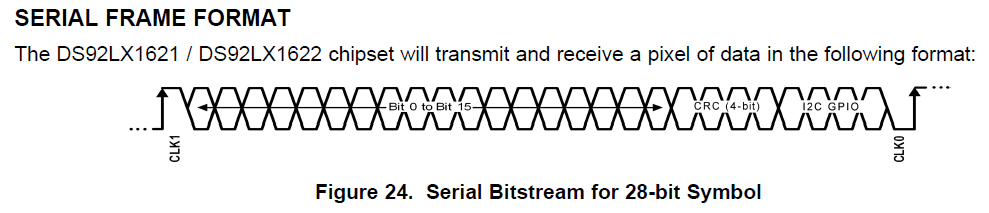 SERIAL FRAME FORMAT
The DS92LX1621 / DS92LX1622 chipset will transmit and receive a pixel of data in the following format:
CLK1
Bit 0 to Bit 15
CRC (4-bit)
I2C GPIO
CLK0
Figure 24. Serial Bitstream for 28-bit Symbol